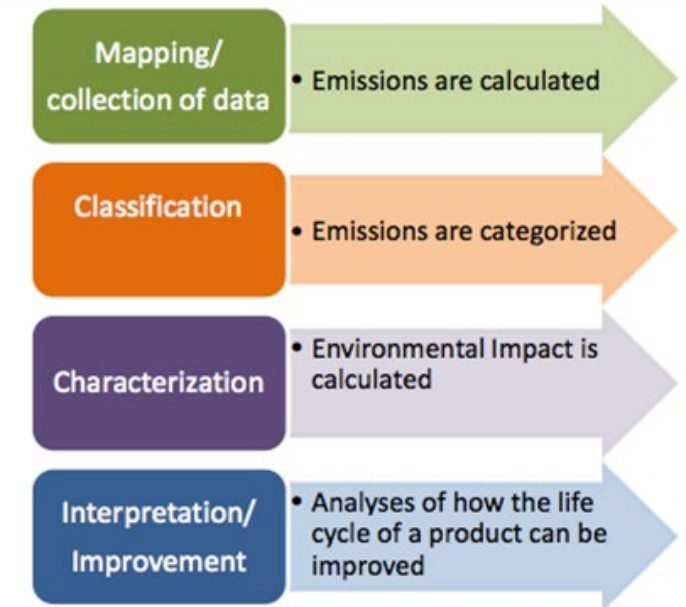 Mapping/
collection of data
• Emissions are calculated
Classification
• Emissions are categorized
Characterization
• Environmental Impact is
calculated
Interpretation/
Improvement
• Analyses of how the life
cycle of a product can be
improved